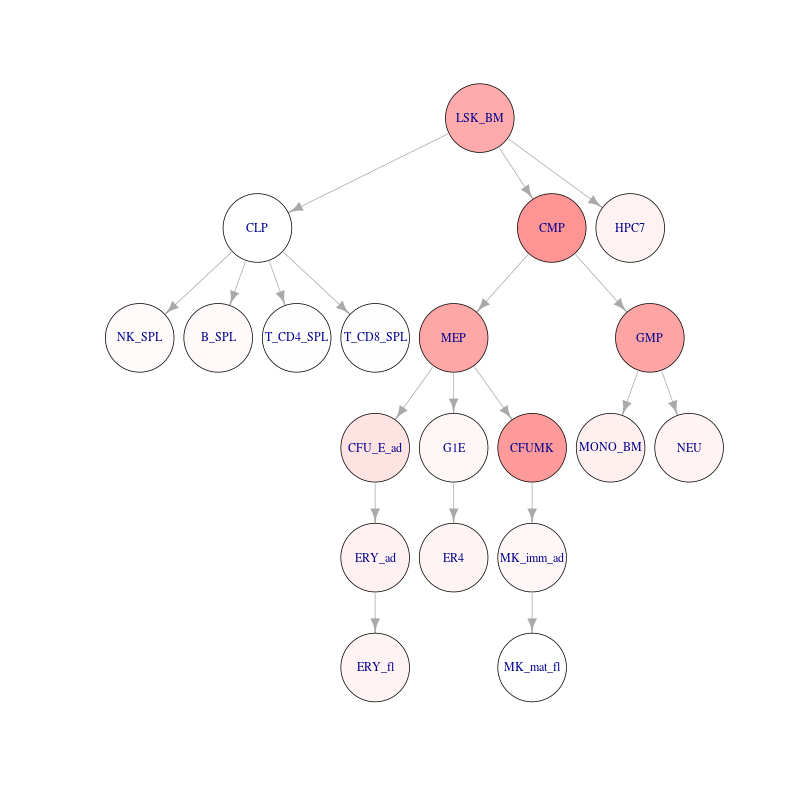 LSK_BM
CLP
CMP
HPC7
NK_SPL
B_SPL
T_CD4_SPL
T_CD8_SPL
MEP
GMP
CFU_E_ad
G1E
CFUMK
MONO_BM
NEU
ERY_ad
ER4
MK_imm_ad
ERY_fl
MK_mat_fl